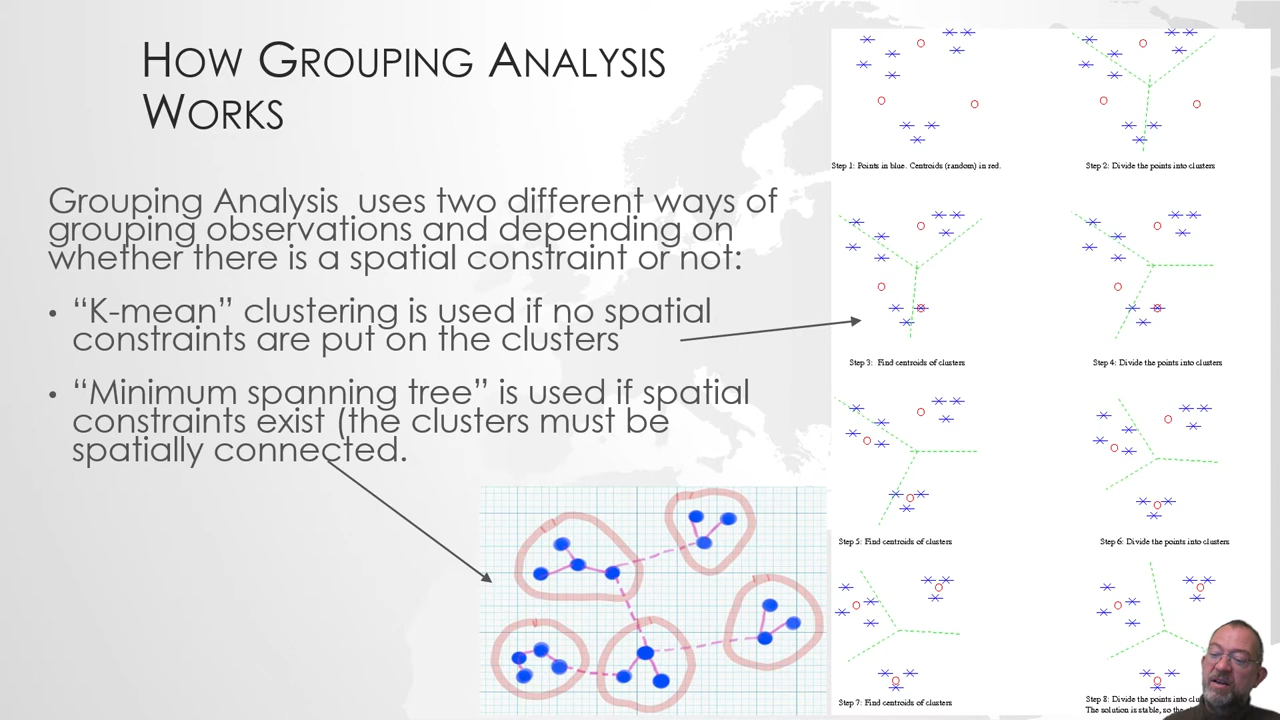 How Grouping Analysis
Works
Grouping Analysis uses two different ways of
grouping observations and depending on
whether there is a spatial constraint or not:
• “K-mean” clustering is used if no spatial
constraints are put on the clusters
• “Minimum spanning tree” is used if spatial
constraints exist (the clusters must be
spatially connected.
Step 1: Points in blue. Centroids (random) in red.
Step 2: Divide the points into clusters
Step 3: Find centroids of clusters
Step 4: Divide the points into clusters
Step 5: Find centroids of clusters
Step 6: Divide the points into clusters
Step 7: Find centroids of clusters
Step 8: Divide the points into
The solution is stable, so